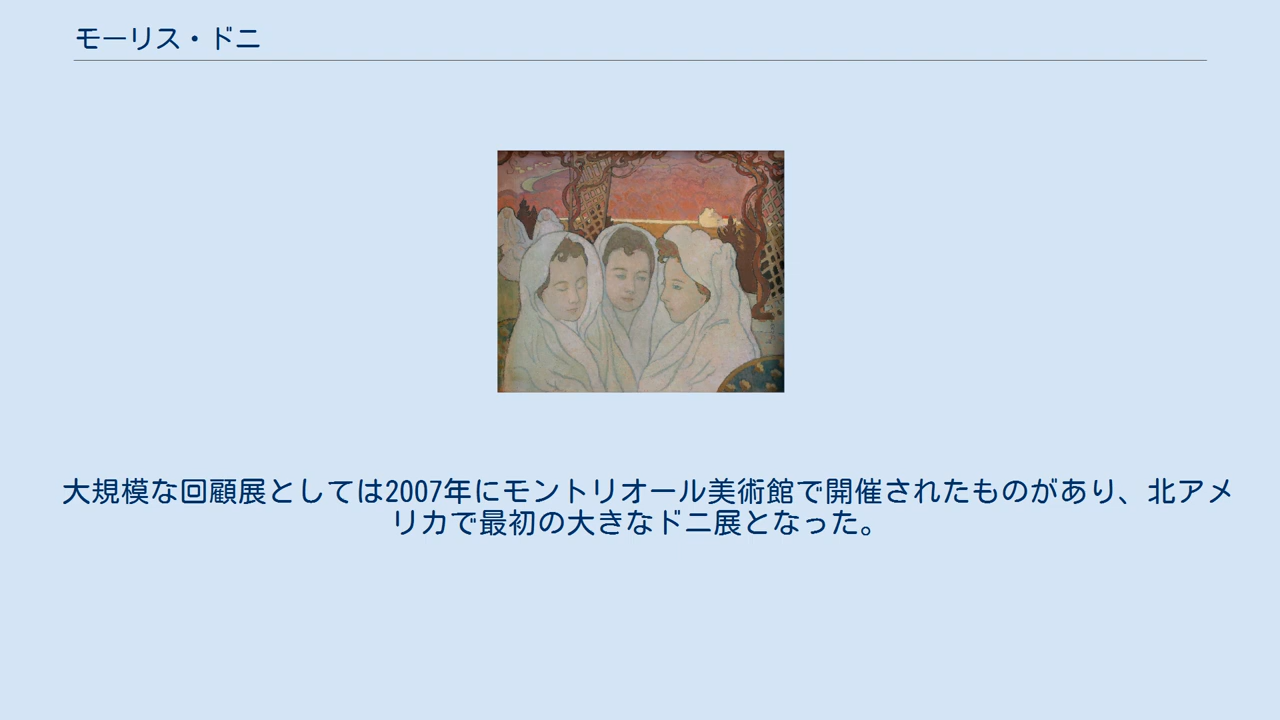 モーリス・ドニ
大規模な回顧展としては2007年にモントリオール美術館で開催されたものがあり、北アメ
リカで最初の大きなドニ展となった。